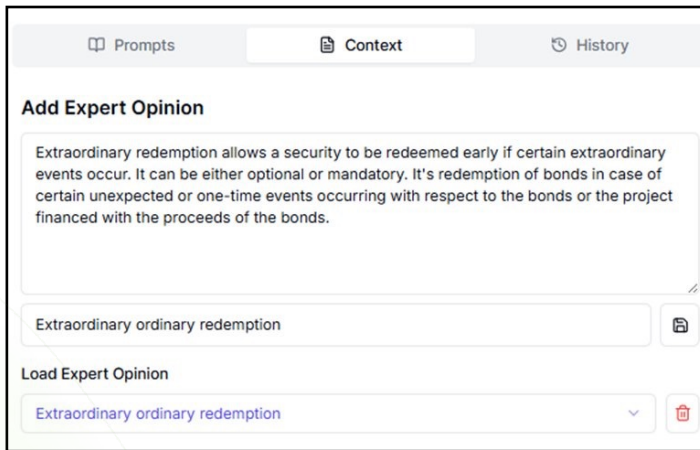 Prompts
Context
History
Add Expert Opinion
Extraordinary redemption allows a security to be redeemed early if certain extraordinary
events occur. It can be either optional or mandatory. It's redemption of bonds in case of
certain unexpected or one-time events occurring with respect to the bonds or the project
financed with the proceeds of the bonds.
Extraordinary ordinary redemption
Load Expert Opinion
Extraordinary ordinary redemption